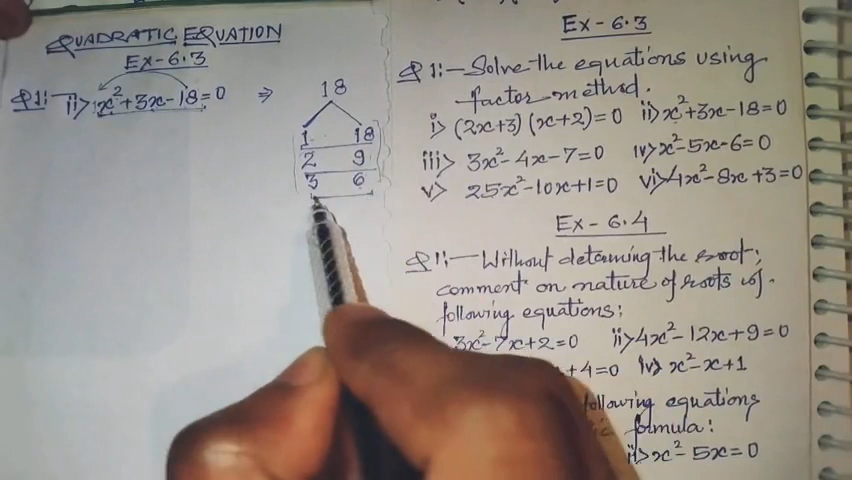 QUADRATIC EQUATION
Ex-6.3
Q1:- ii> 1x²+3x-18=0 ⇒ 18
1 18
2 9
3 6
Ex-6.3
Q1:-Solve the equations using
factor method.
i> (2x+3)(x+2)=0 ii> x²+3x-18=0
iii> 3x²-4x-7=0 iv> x²-5x-6=0
v> 25x²-10x+1=0 vi> 4x²-8x+3=0
Ex-6.4
Q1:-Without detarming the root;
comment on nature of roots of.
following equations:
3x²-7x+2=0 ii> 4x²-12x+9=0
+4=0 iv> x²-x+1
following equations
formula:
ii> x²-5x=0